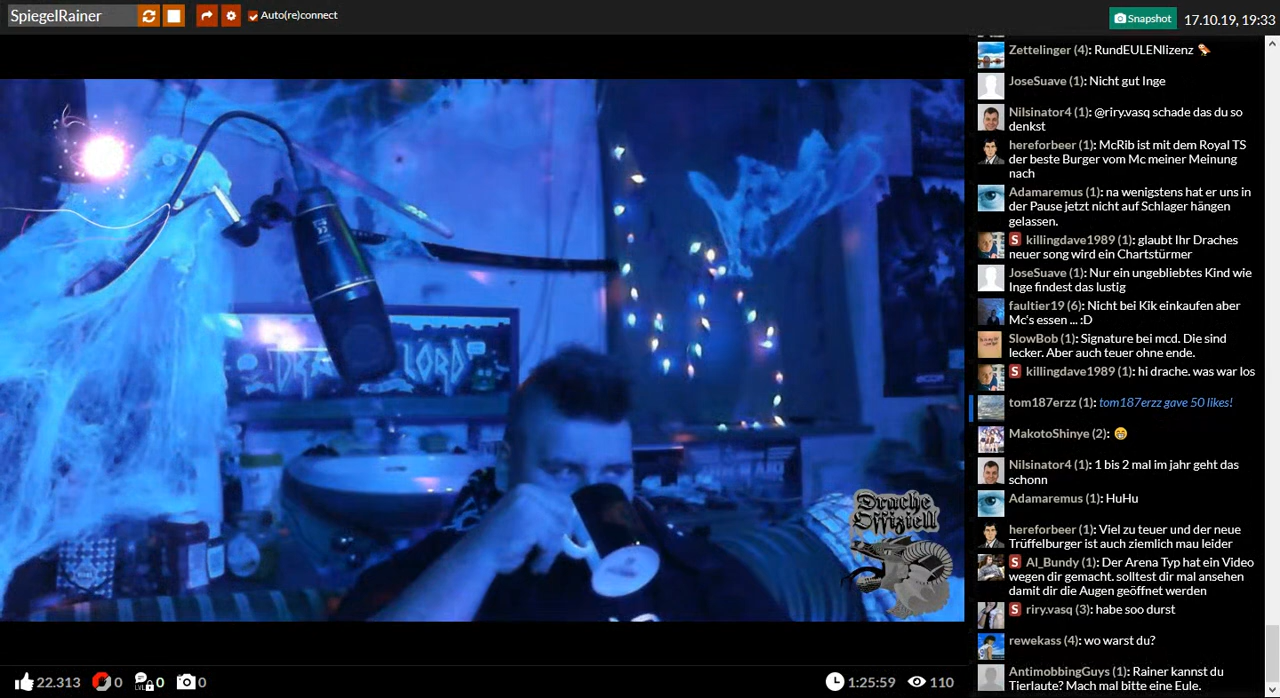 SpiegelRainer
Auto(re)connect
Snapshot
17.10.19, 19:33
Zettelinger (4): RundEULENlizenz
JoseSuave (1): Nicht gut Inge
Nilsinator4 (1): @riry.vasq schade das du so
denkst
hereforbeer (1): McRib ist mit dem Royal TS
der beste Burger vom Mc meiner Meinung
nach
Adamaremus (1): na wenigstens hat er uns in
der Pause jetzt nicht auf Schlager hängen
gelassen.
S killingdave1989 (1): glaubt Ihr Draches
neuer song wird ein Chartstürmer
JoseSuave (1): Nur ein ungebliebtes Kind wie
Inge findest das lustig
faultier19 (6): Nicht bei Kik einkaufen aber
Mc's essen ... :D
SlowBob (1): Signature bei mcd. Die sind
lecker. Aber auch teuer ohne ende.
S killingdave1989 (1): hi drache. was war los
tom187erzz (1): tom187erzz gave 50 likes!
MakotoShinye (2): 😁
Nilsinator4 (1): 1 bis 2 mal im jahr geht das
schonn
Adamaremus (1): HuHu
hereforbeer (1): Viel zu teuer und der neue
Trüffelburger ist auch ziemlich mau leider
S Al_Bundy (1): Der Arena Typ hat ein Video
wegen dir gemacht. solltest dir mal ansehen
damit dir die Augen geöffnet werden
S riry.vasq (3): habe soo durst
rewekass (4): wo warst du?
AntimobbingGuys (1): Rainer kannst du
Tierlaute? Mach mal bitte eine Eule.
LORD
Drache
Offiziell
22.313
0
LVL
0
0
1:25:59
110